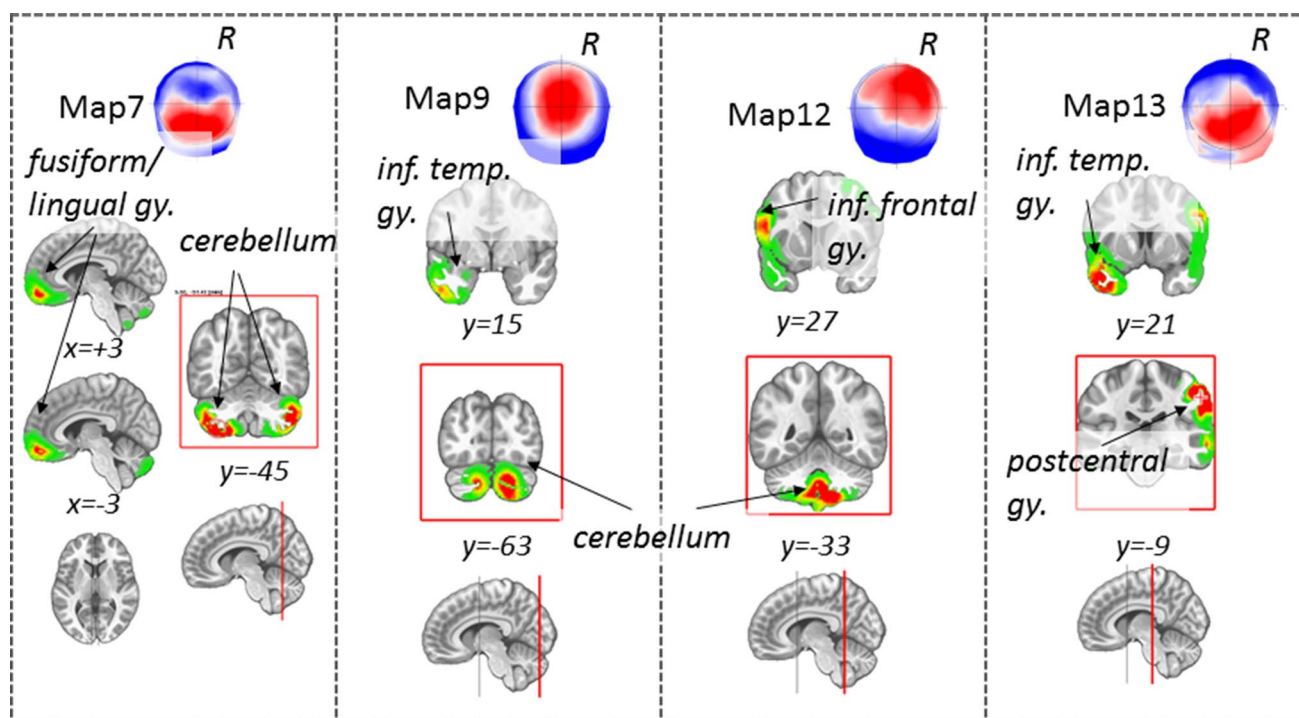 R
Map7
fusiform/
lingual gy.
cerebellum
x=+3
y=-45
x=-3
R
Map9
inf. temp.
gy.
y=15
y=-63
cerebellum
R
Map12
inf. frontal
gy.
y=27
y=-33
R
Map13
inf. temp.
gy.
y=21
postcentral
gy.
y=-9